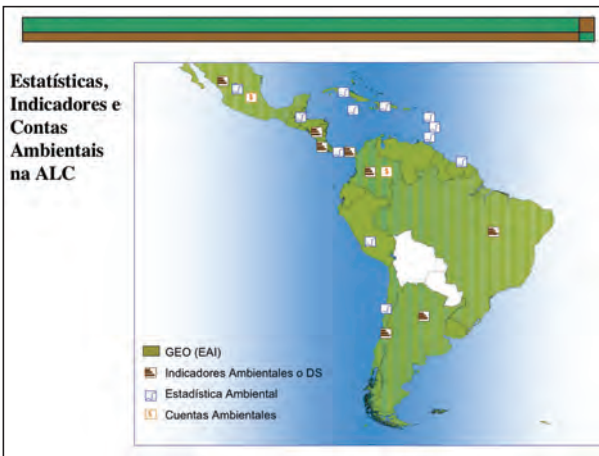 Estatísticas,
Indicadores e
Contas
Ambientais
na ALC
GEO (EAI)
Indicadores Ambientales o DS
Estadística Ambiental
Cuentas Ambientales